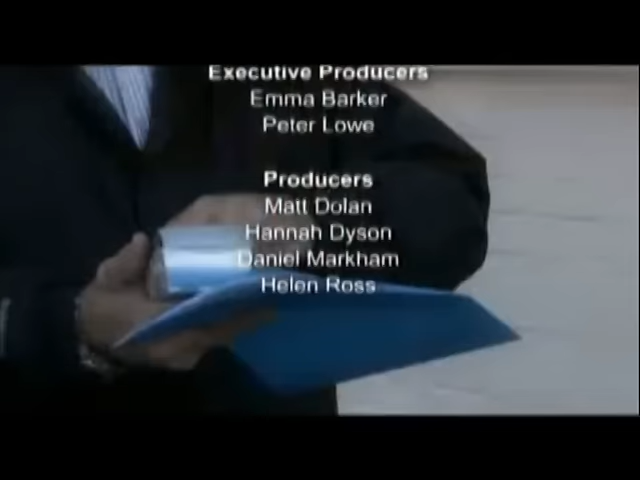 Executive Producers
Emma Barker
Peter Lowe
Producers
Matt Dolan
Hannah Dyson
Daniel Markham
Helen Ross